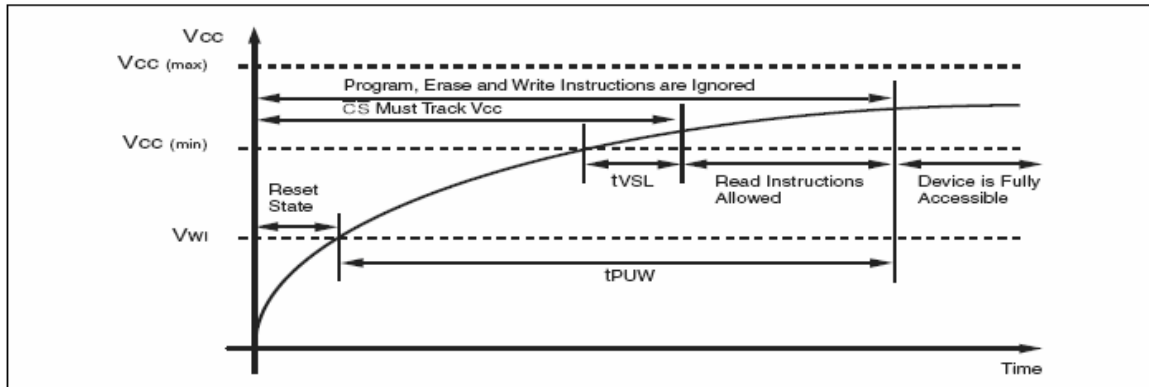 Vcc
Vcc (max)
Program, Erase and Write Instructions are Ignored
CS Must Track Vcc
Vcc (min)
tVSL
Read Instructions
Allowed
Device is Fully
Accessible
Reset
State
VWI
tPUW
Time